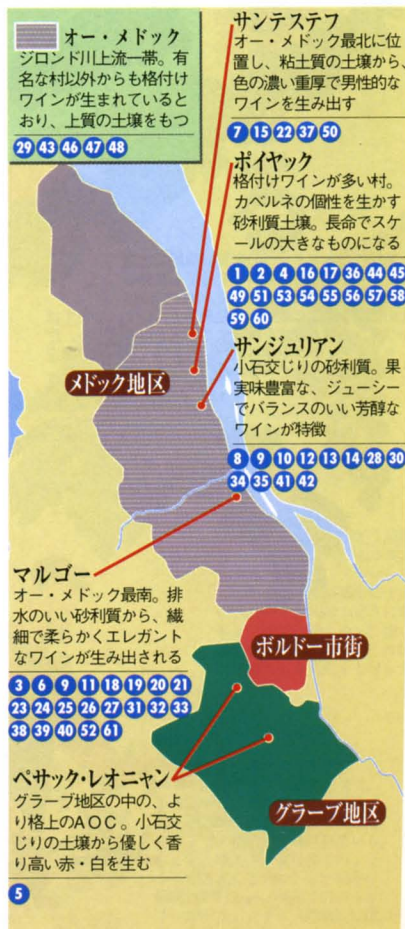 オー・メドック
ジロンド川上流一帯。有
名な村以外からも格付け
ワインが生まれていると
おり、上質の土壌をもつ
29 43 46 47 48
サンテステフ
オー・メドック最北に位
置し、粘土質の土壌から、
色の濃い重厚で男性的な
ワインを生み出す
7 15 22 37 50
ポイヤック
格付けワインが多い村。
カベルネの個性を生かす
砂利質土壌。長命でスケ
ールの大きなものになる
1 2 4 16 17 36 44 45
49 51 53 54 55 56 57 58
59 60
サンジュリアン
小石交じりの砂利質。果
実味豊富な、ジューシー
でバランスのいい芳醇な
ワインが特徴
8 9 10 12 13 14 28 30
34 35 41 42
メドック地区
マルゴー
オー・メドック最南。排
水のいい砂利質から、繊
細で柔らかくエレガント
なワインが生み出される
3 6 9 11 18 19 20 21
23 24 25 26 27 31 32 33
38 39 40 52 61
ボルドー市街
ペサック・レオニャン
グラーブ地区の中の、よ
り格上のAOC。小石交
じりの土壌から優しく香
り高い赤・白を生む
5
グラーブ地区